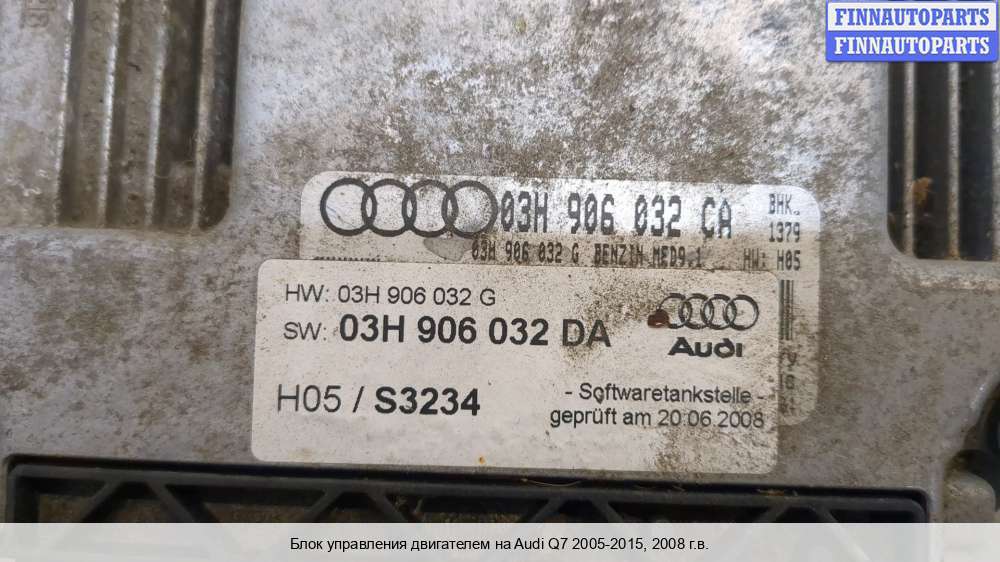 FINNAUTOPARTS
FINNAUTOPARTS
03H 906 032 CA
BHK.
1379
03H 906 032 G BENZIN MED9.1 HW: H05
HW: 03H 906 032 G
SW: 03H 906 032 DA
Audi
H05 / S3234
- Softwaretankstelle -
geprüft am 20.06.2008
Блок управления двигателем на Audi Q7 2005-2015, 2008 г.в.